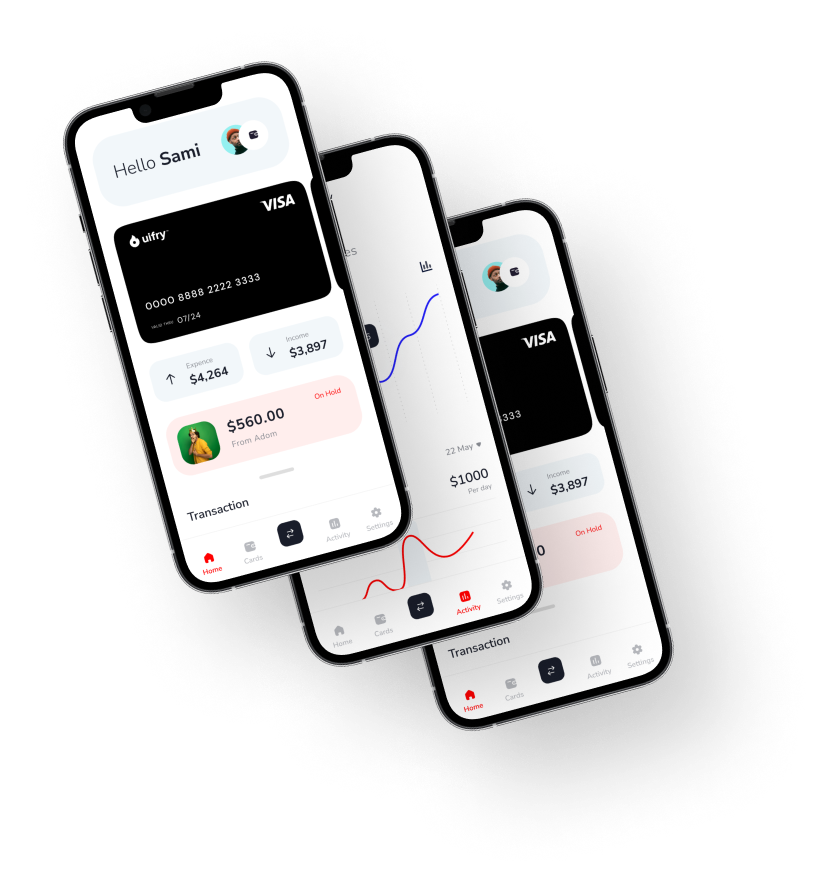 Hello Sami
VISA
uifry
0000 8888 2222 3333
VALID THRU 07/24
Expence
$4,264
Income
$3,897
On Hold
$560.00
From Adom
Transaction
Home
Cards
Activity
Settings
es
22 May
$1000
Per day
Home
Cards
Activity
Settings
VISA
333
Income
$3,897
On Hold
0
Transaction
Home
Cards
Activity
Settings